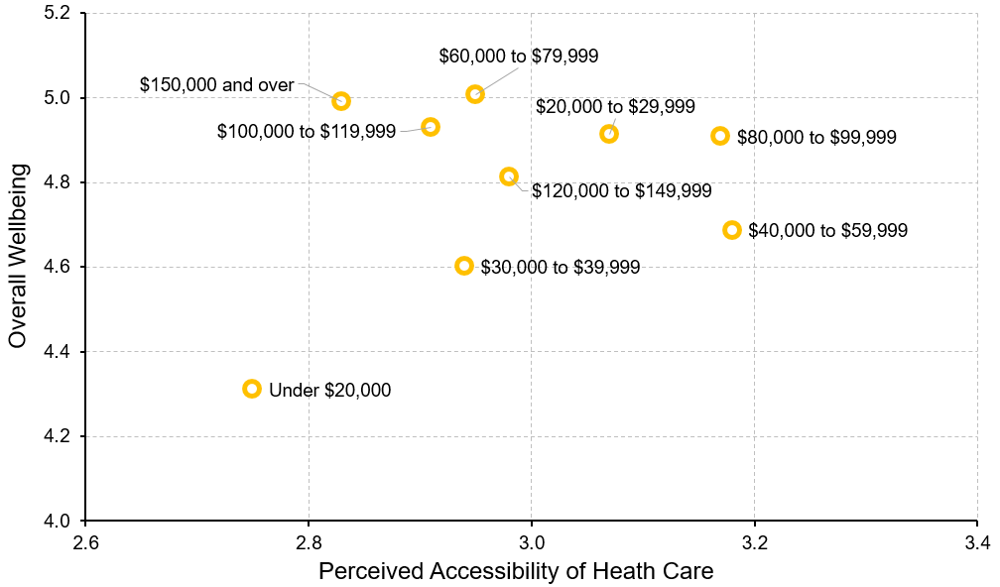 5.2
$60,000 to $79,999
$150,000 and over
5.0
$20,000 to $29,999
$100,000 to $119,999
$80,000 to $99,999
4.8
$120,000 to $149,999
$40,000 to $59,999
4.6
$30,000 to $39,999
4.4
Under $20,000
4.2
4.0
Overall Wellbeing
2.6 2.8 3.0 3.2 3.4
Perceived Accessibility of Heath Care